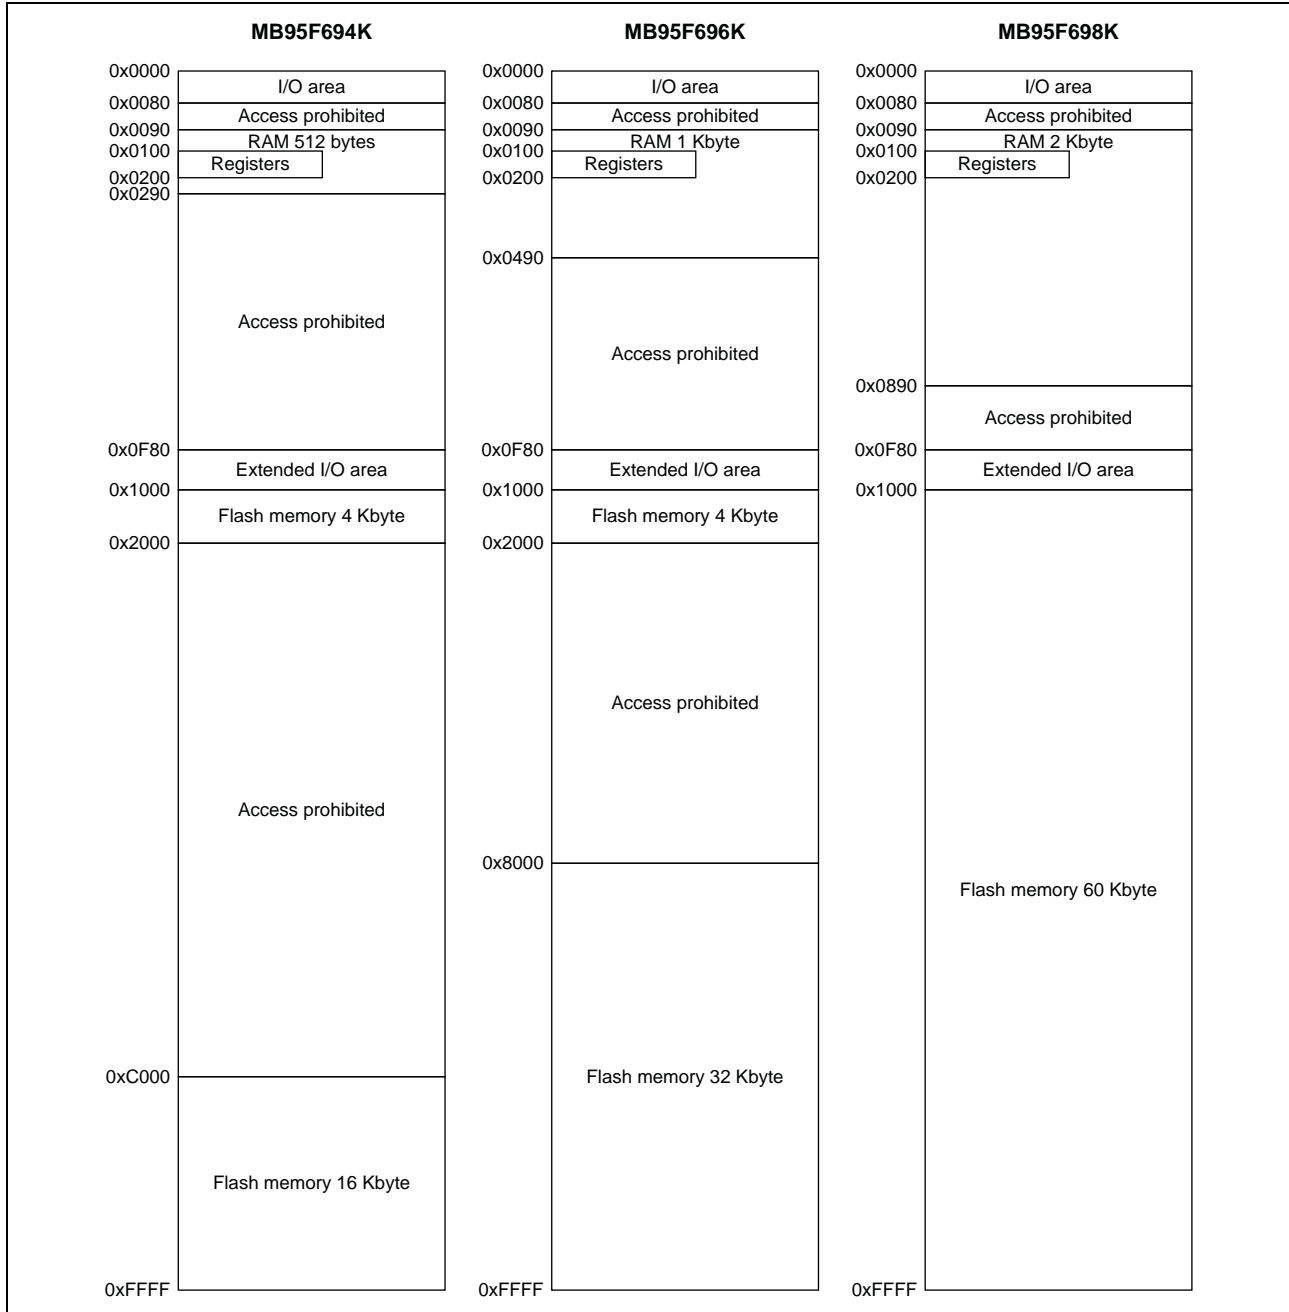 MB95F694K
0x0000
I/O area
0x0080
Access prohibited
0x0090
RAM 512 bytes
0x0100
Registers
0x0200
0x0290
Access prohibited
0x0F80
Extended I/O area
0x1000
Flash memory 4 Kbyte
0x2000
Access prohibited
0xC000
Flash memory 16 Kbyte
0xFFFF
MB95F696K
0x0000
I/O area
0x0080
Access prohibited
0x0090
RAM 1 Kbyte
0x0100
Registers
0x0200
0x0490
Access prohibited
0x0F80
Extended I/O area
0x1000
Flash memory 4 Kbyte
0x2000
Access prohibited
0x8000
Flash memory 32 Kbyte
0xFFFF
MB95F698K
0x0000
I/O area
0x0080
Access prohibited
0x0090
RAM 2 Kbyte
0x0100
Registers
0x0200
0x0890
Access prohibited
0x0F80
Extended I/O area
0x1000
Flash memory 60 Kbyte
0xFFFF